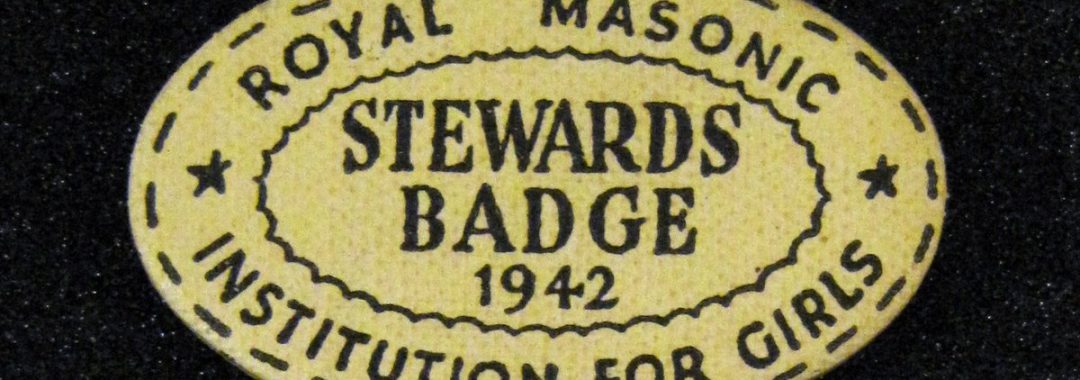 ROYAL MASONIC
STEWARDS
BADGE
1942
INSTITUTION FOR GIRLS